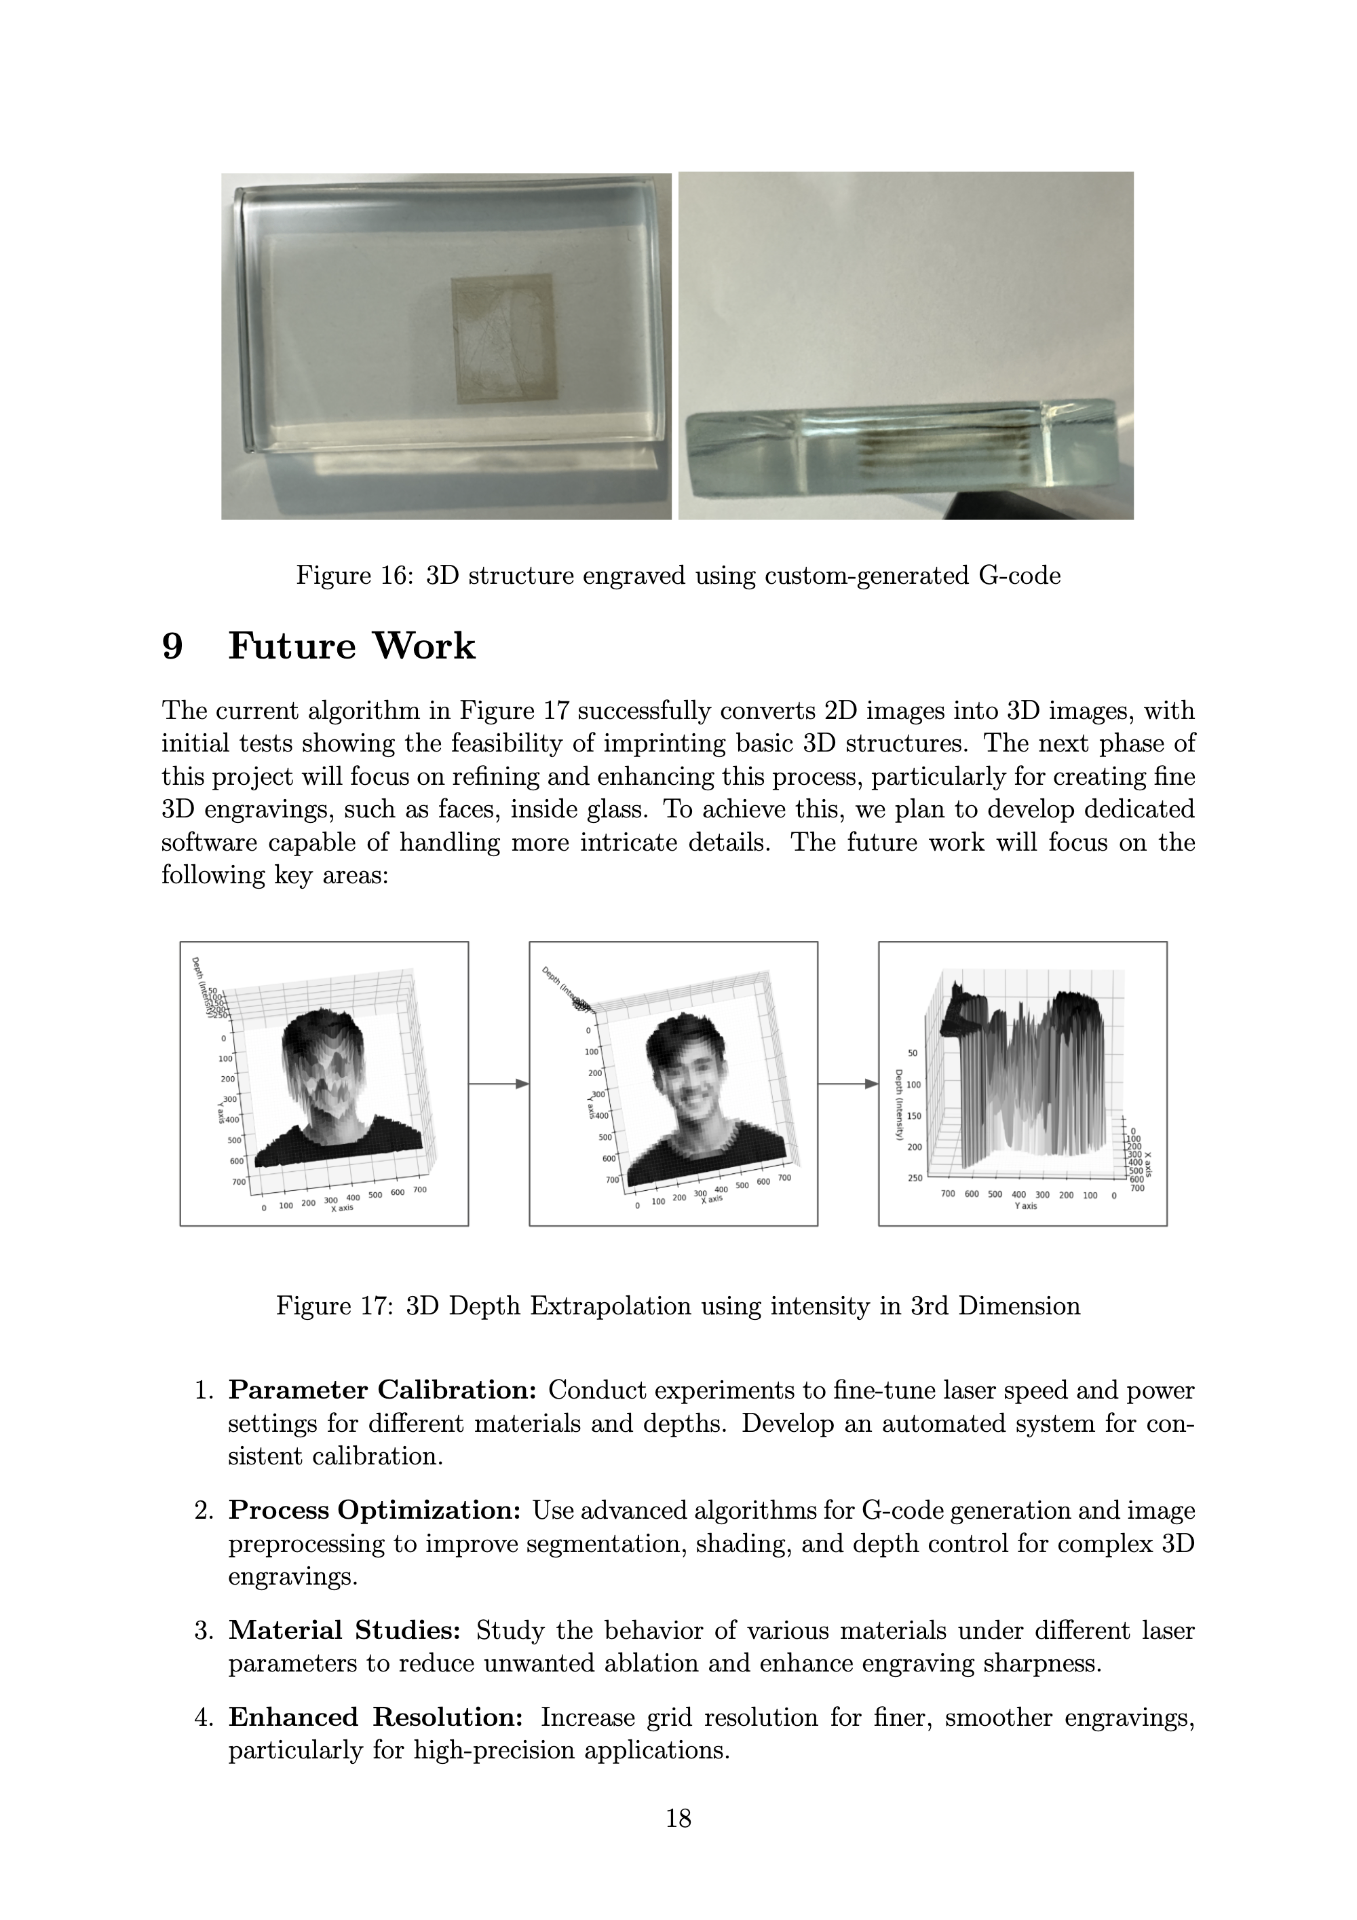 Figure 16: 3D structure engraved using custom-generated G-code
9 Future Work
The current algorithm in Figure 17 successfully converts 2D images into 3D images, with
initial tests showing the feasibility of imprinting basic 3D structures. The next phase of
this project will focus on refining and enhancing this process, particularly for creating fine
3D engravings, such as faces, inside glass. To achieve this, we plan to develop dedicated
software capable of handling more intricate details. The future work will focus on the
following key areas:
Depth (Intensity)
0
100
200
300
400
500
600
700
Y axis
0 100 200 300 400 500 600 700
X axis
Depth
0
100
200
300
400
500
600
700
Y axis
0 100 200 300 400 500 600 700
X axis
Depth (Intensity)
50
100
150
200
250
700 600 500 400 300 200 100 0
Y axis
0
100
200
300
400
500
600
700
X axis
Figure 17: 3D Depth Extrapolation using intensity in 3rd Dimension
1. Parameter Calibration: Conduct experiments to fine-tune laser speed and power
settings for different materials and depths. Develop an automated system for con-
sistent calibration.
2. Process Optimization: Use advanced algorithms for G-code generation and image
preprocessing to improve segmentation, shading, and depth control for complex 3D
engravings.
3. Material Studies: Study the behavior of various materials under different laser
parameters to reduce unwanted ablation and enhance engraving sharpness.
4. Enhanced Resolution: Increase grid resolution for finer, smoother engravings,
particularly for high-precision applications.
18